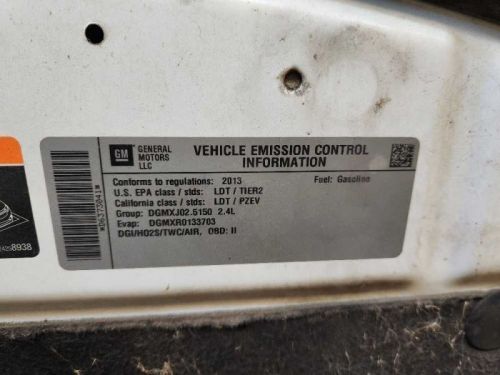 GM
GENERAL
MOTORS
LLC
VEHICLE EMISSION CONTROL
INFORMATION
Conforms to regulations: 2013 Fuel: Gasoline
U.S. EPA class / stds: LDT / TIER2
California class / stds: LDT / PZEV
Group: DGMXJ02.5150 2.4L
Evap: DGMXR0133703
DGI/HO2S/TWC/AIR, OBD: II
8938